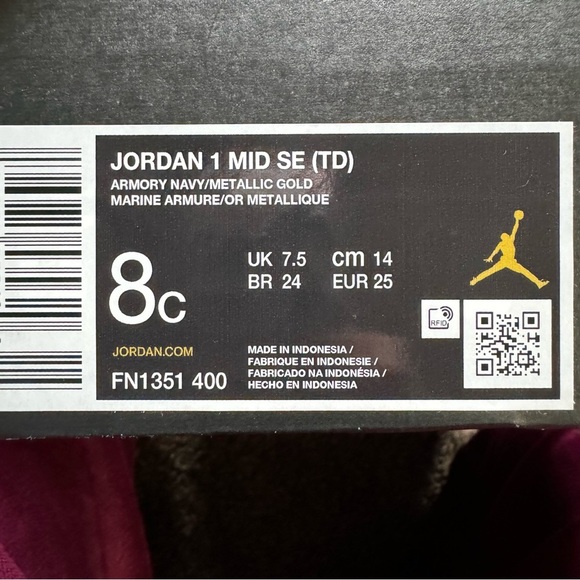 JORDAN 1 MID SE (TD)
ARMORY NAVY/METALLIC GOLD
MARINE ARMURE/OR METALLIQUE
8C
UK 7.5 cm 14
BR 24 EUR 25
RFID
JORDAN.COM
FN1351 400
MADE IN INDONESIA /
FABRIQUE EN INDONESIE /
FABRICADO NA INDONÉSIA /
HECHO EN INDONESIA